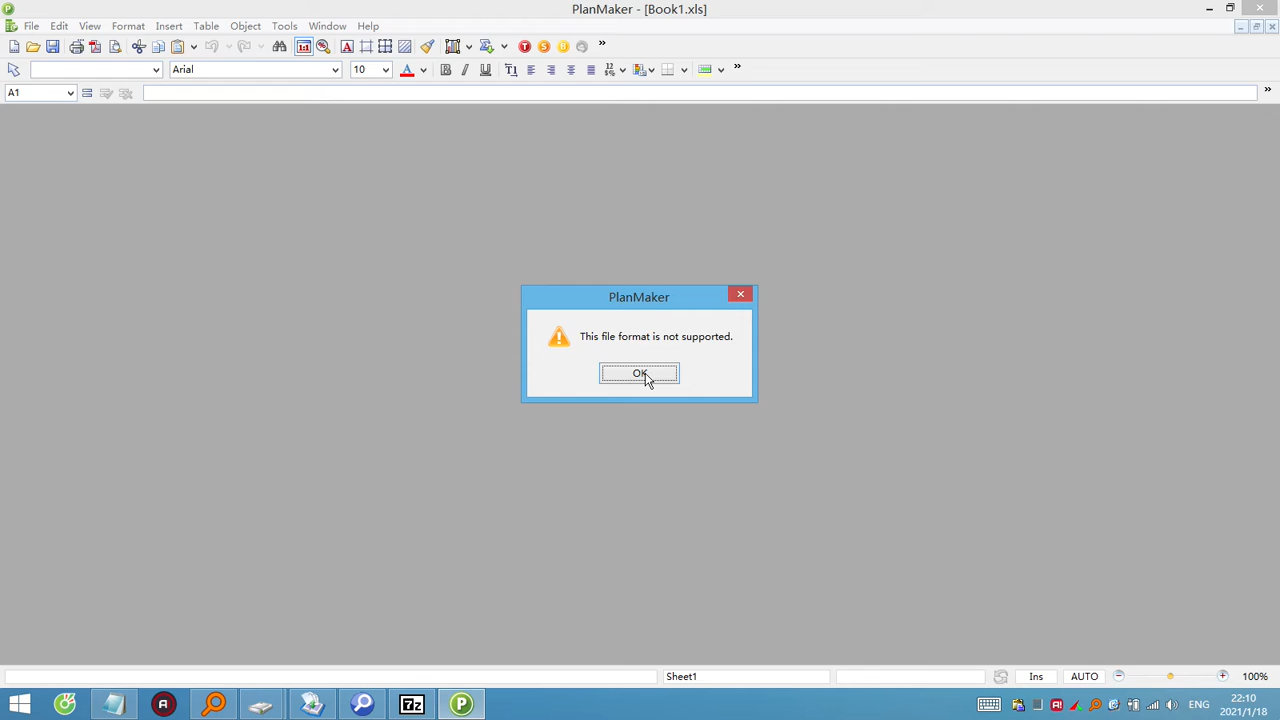 PlanMaker - [Book1.xls]
File Edit View Format Insert Table Object Tools Window Help
Arial 10
A1
PlanMaker
This file format is not supported.
OK
Sheet1 Ins AUTO 100%
ENG
22:10
2021/1/18